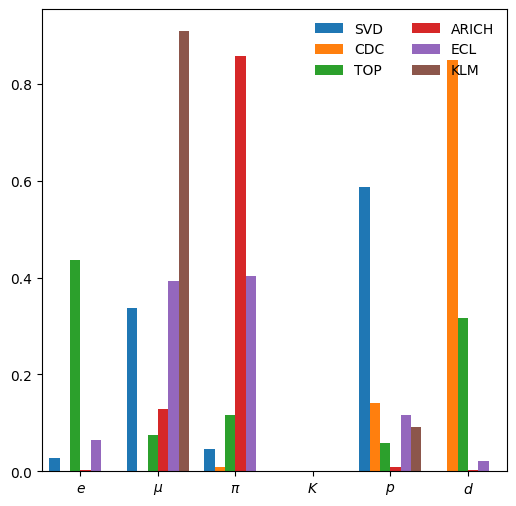 SVD
CDC
TOP
ARICH
ECL
KLM
0.8
0.6
0.4
0.2
0.0
e μ π K p d